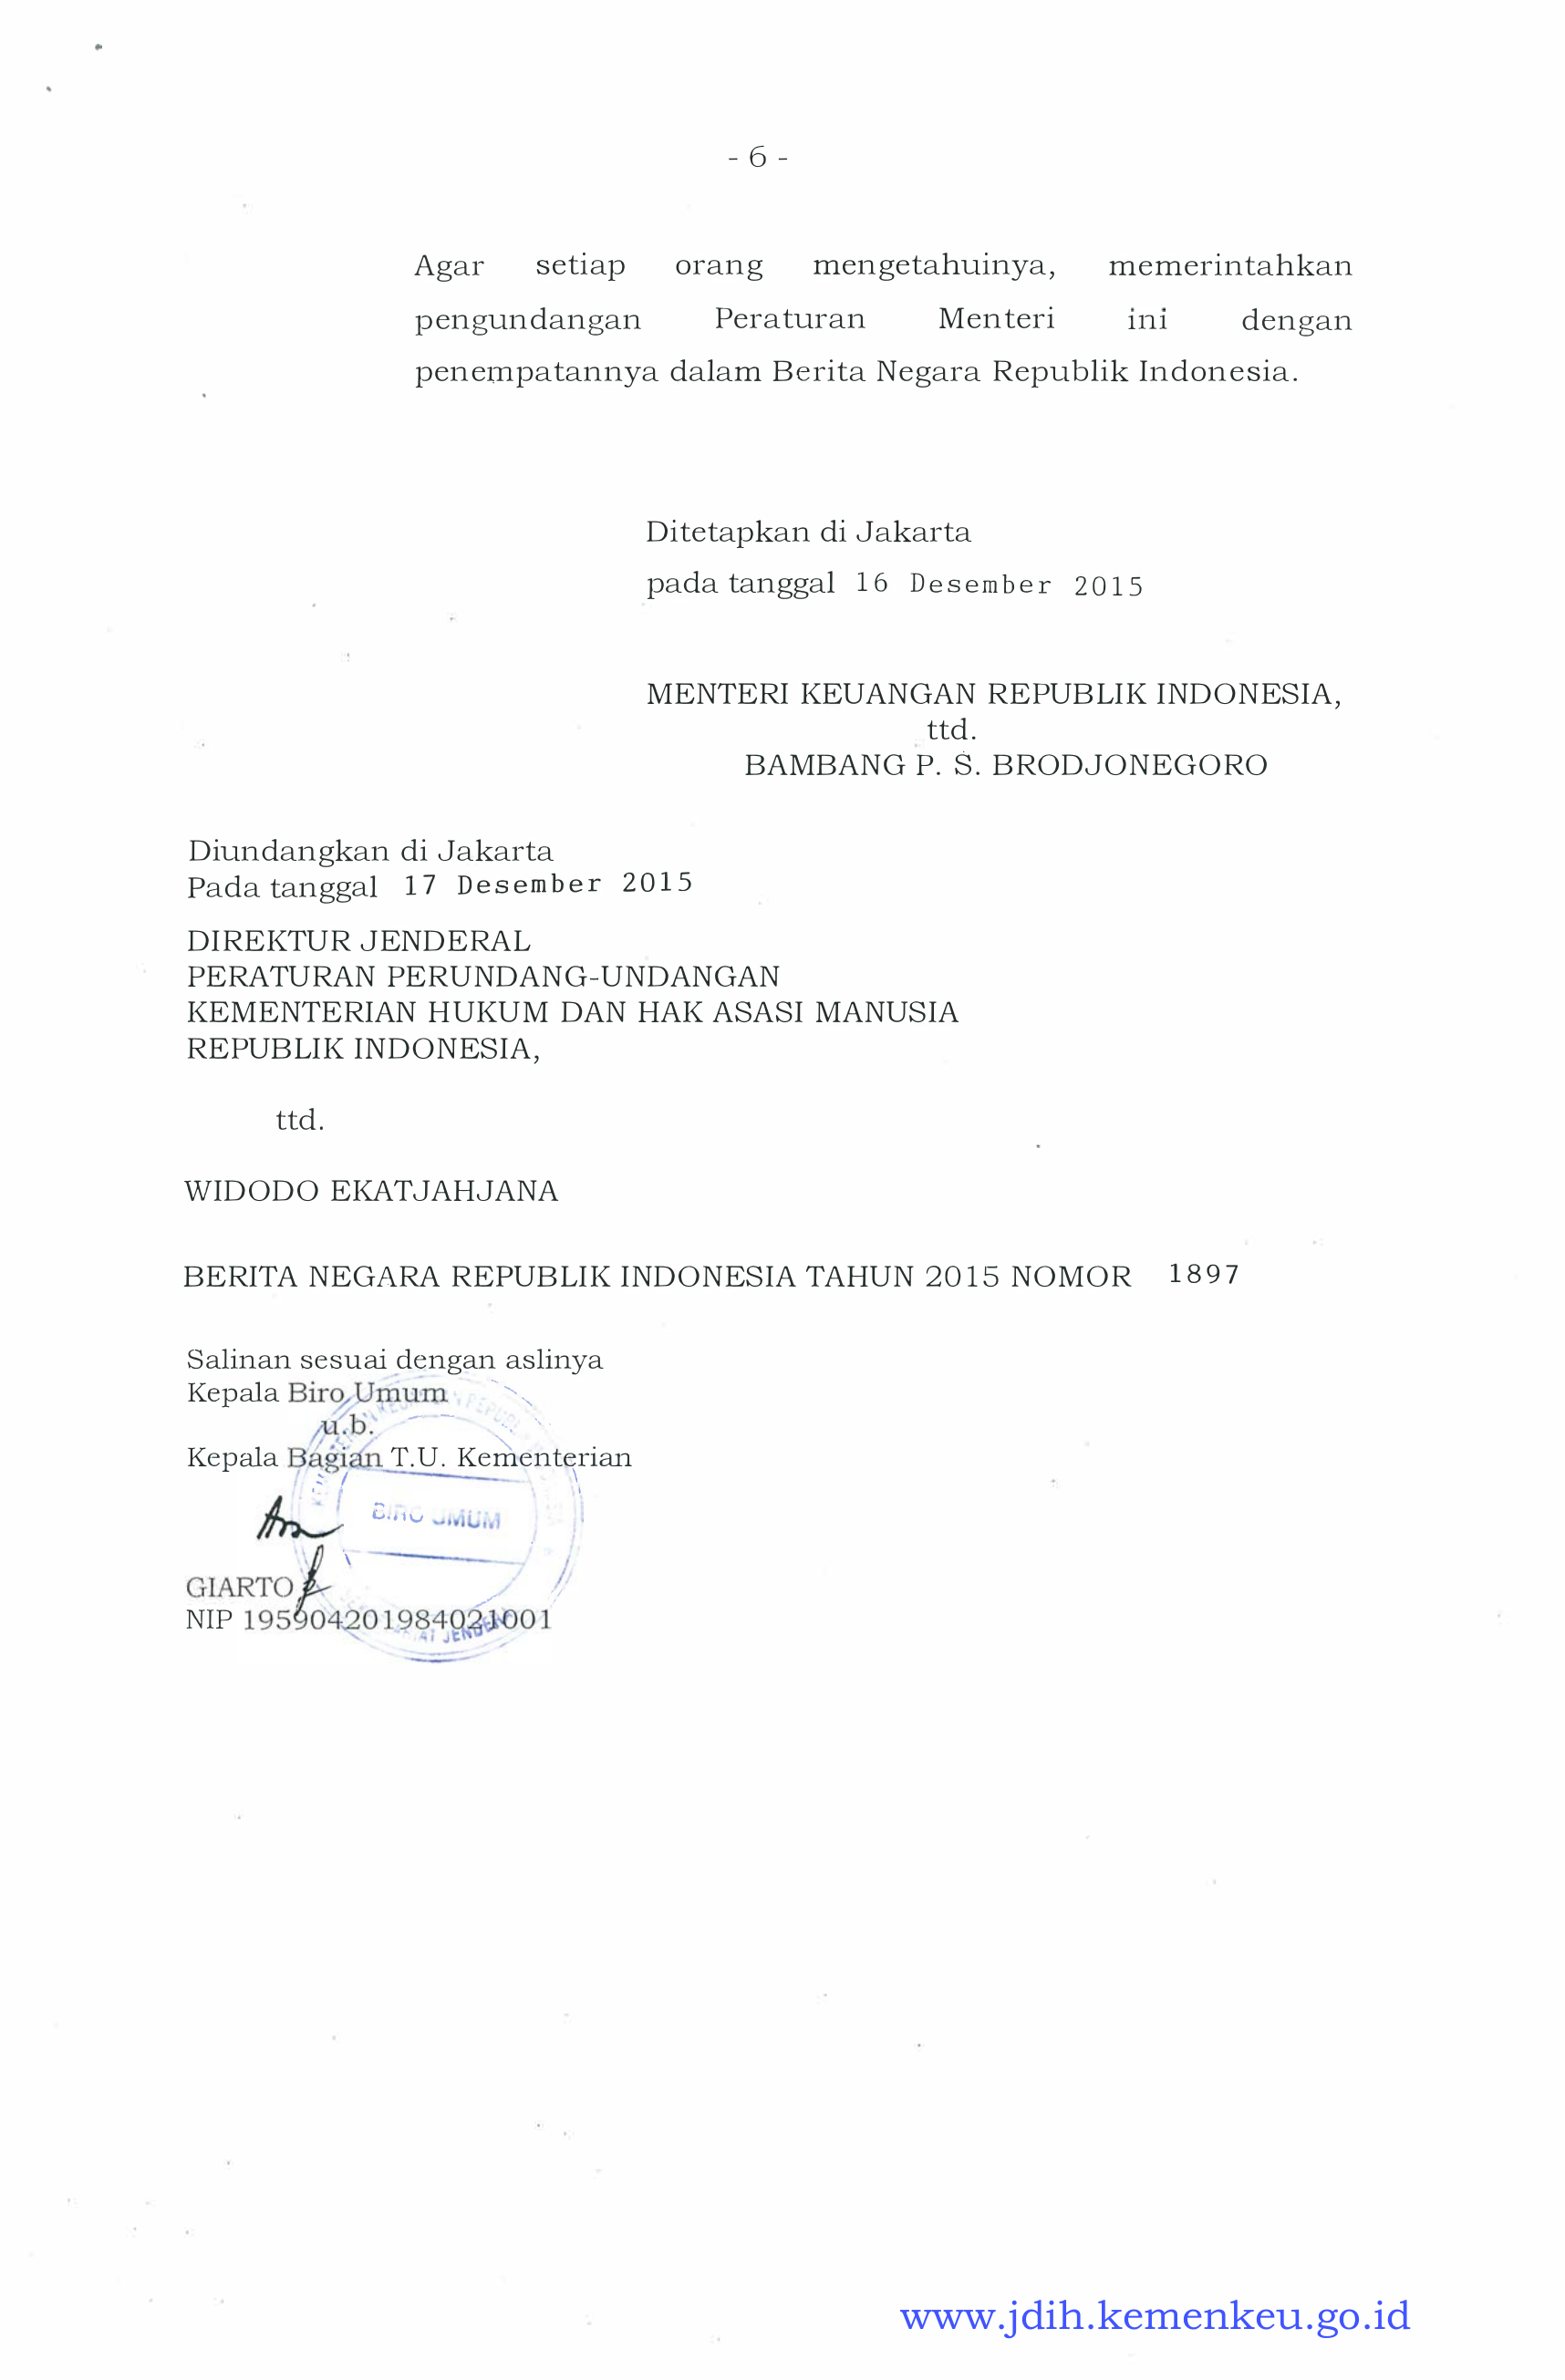 - 6 -
Agar setiap orang mengetahuinya, memerintahkan
pengundangan Peraturan Menteri ini dengan
penempatannya dalam Berita Negara Republik Indonesia.
Ditetapkan di Jakarta
pada tanggal 16 Desember 2015
MENTERI KEUANGAN REPUBLIK INDONESIA,
ttd.
BAMBANG P. S. BRODJONEGORO
Diundangkan di Jakarta
Pada tanggal 17 Desember 2015
DIREKTUR JENDERAL
PERATURAN PERUNDANG-UNDANGAN
KEMENTERIAN HUKUM DAN HAK ASASI MANUSIA
REPUBLIK INDONESIA,
ttd.
WIDODO EKATJAHJANA
BERITA NEGARA REPUBLIK INDONESIA TAHUN 2015 NOMOR 1897
Salinan sesuai dengan aslinya
Kepala Biro Umum
u.b.
Kepala Bagian T.U. Kementerian
BIRO UMUM
GIARTO
NIP 195904201984021001
www.jdih.kemenkeu.go.id